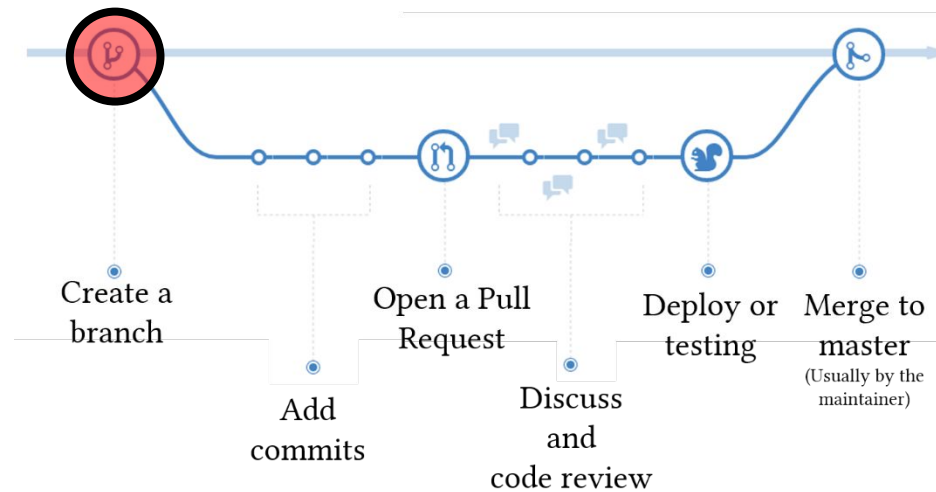 Create a
branch
Add
commits
Open a Pull
Request
Discuss
and
code review
Deploy or
testing
Merge to
master
(Usually by the
maintainer)